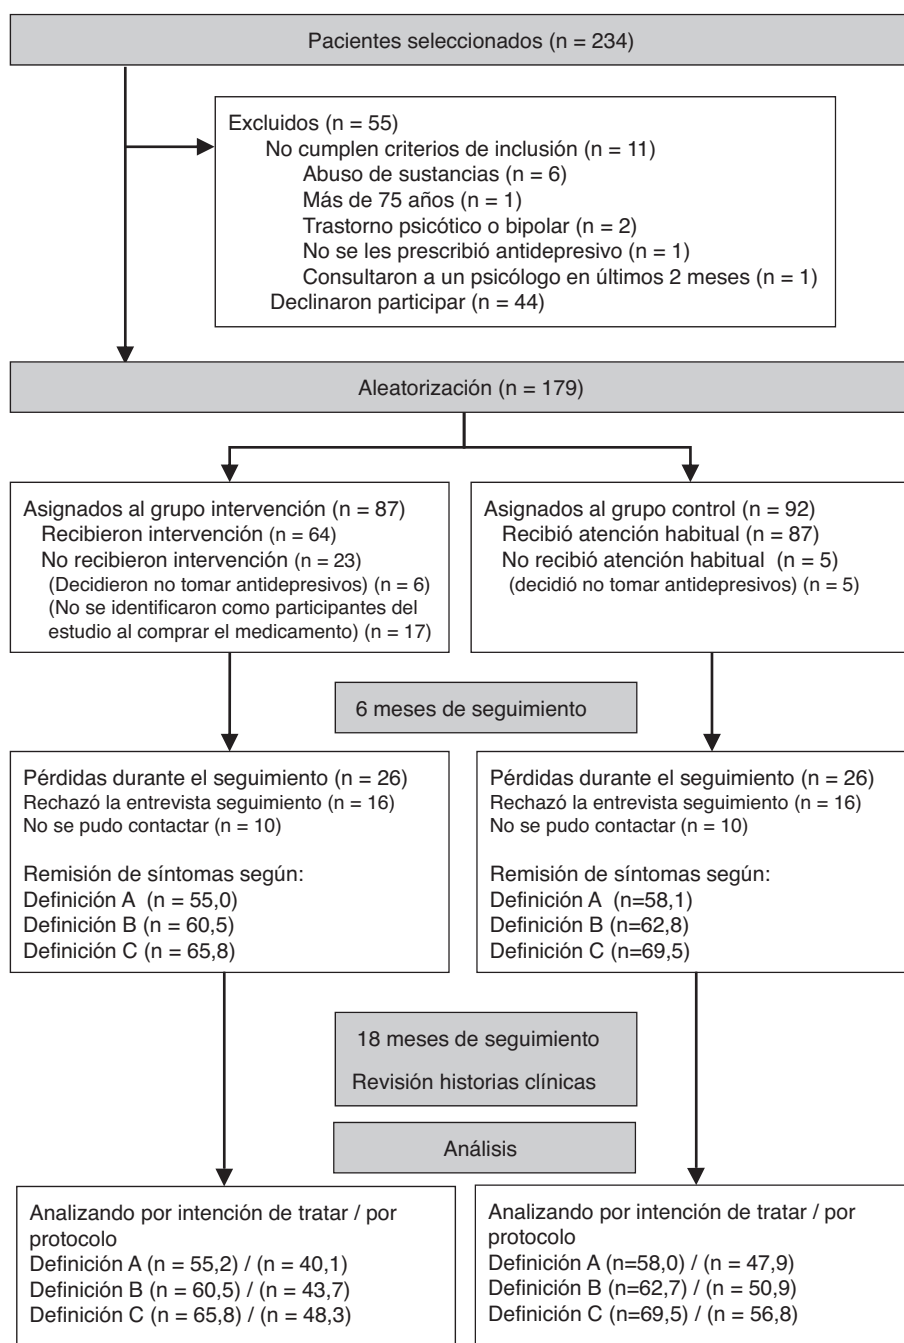 Pacientes seleccionados (n = 234)
Excluidos (n = 55)
No cumplen criterios de inclusión (n = 11)
Abuso de sustancias (n = 6)
Más de 75 años (n = 1)
Trastorno psicótico o bipolar (n = 2)
No se les prescribió antidepresivo (n = 1)
Consultaron a un psicólogo en últimos 2 meses (n = 1)
Declinaron participar (n = 44)
Aleatorización (n = 179)
Asignados al grupo intervención (n = 87)
Recibieron intervención (n = 64)
No recibieron intervención (n = 23)
(Decidieron no tomar antidepresivos) (n = 6)
(No se identificaron como participantes del
estudio al comprar el medicamento) (n = 17)
Asignados al grupo control (n = 92)
Recibió atención habitual (n = 87)
No recibió atención habitual (n = 5)
(decidió no tomar antidepresivos) (n = 5)
6 meses de seguimiento
Pérdidas durante el seguimiento (n = 26)
Rechazó la entrevista seguimiento (n = 16)
No se pudo contactar (n = 10)
Remisión de síntomas según:
Definición A (n = 55,0)
Definición B (n = 60,5)
Definición C (n = 65,8)
Pérdidas durante el seguimiento (n = 26)
Rechazó la entrevista seguimiento (n = 16)
No se pudo contactar (n = 10)
Remisión de síntomas según:
Definición A (n=58,1)
Definición B (n=62,8)
Definición C (n=69,5)
18 meses de seguimiento
Revisión historias clínicas
Análisis
Analizando por intención de tratar / por
protocolo
Definición A (n = 55,2) / (n = 40,1)
Definición B (n = 60,5) / (n = 43,7)
Definición C (n = 65,8) / (n = 48,3)
Analizando por intención de tratar / por
protocolo
Definición A (n=58,0) / (n = 47,9)
Definición B (n=62,7) / (n = 50,9)
Definición C (n=69,5) / (n = 56,8)